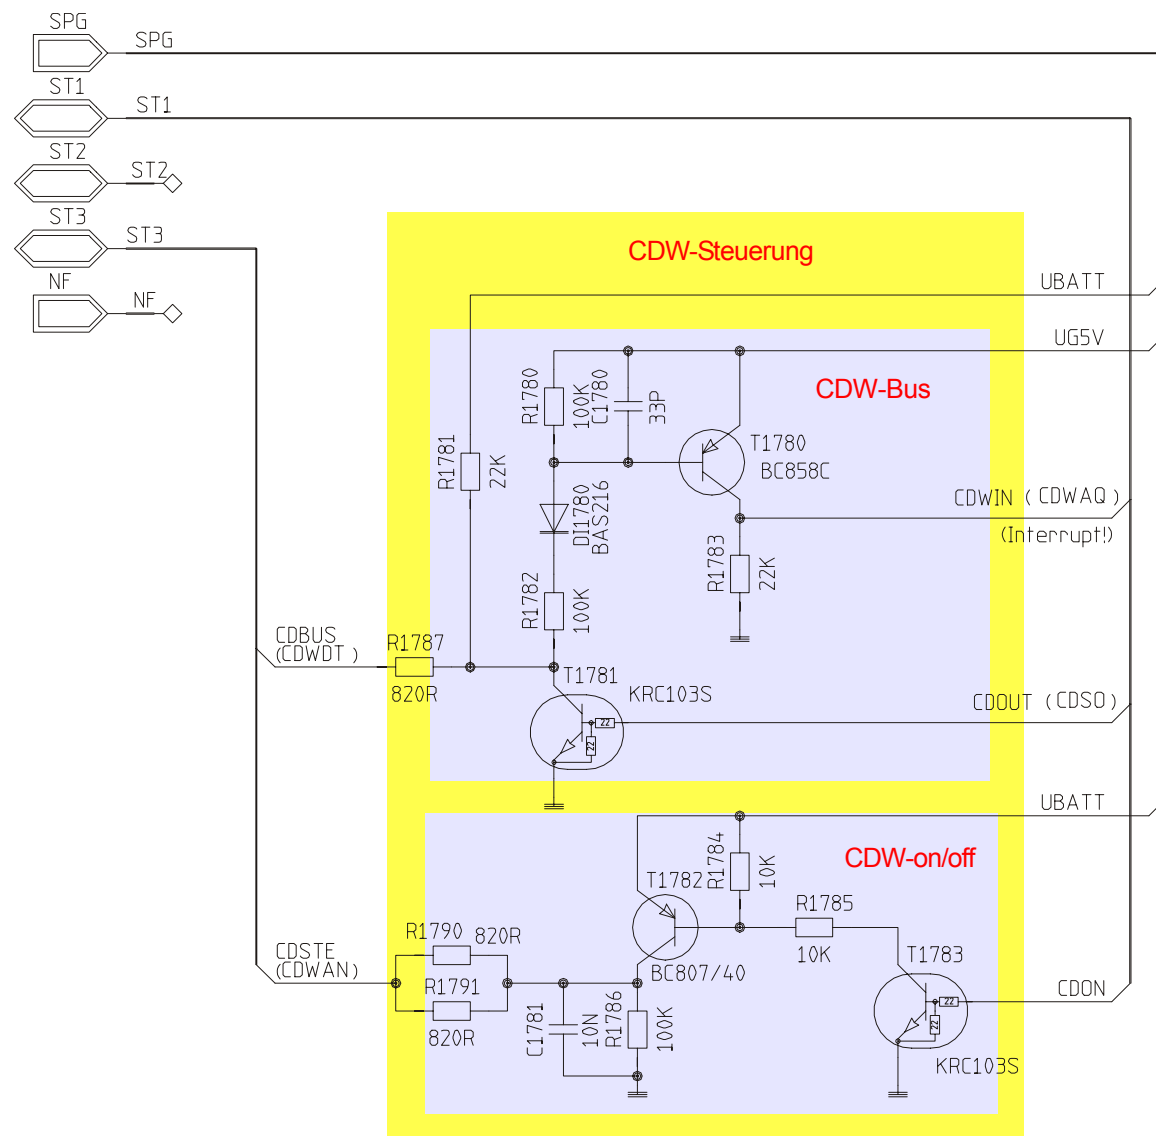 SPG
SPG
ST1
ST1
ST2
ST2
ST3
ST3
NF
NF
CDW-Steuerung
UBATT
UG5V
CDW-Bus
R1780
100K
C1780
33P
R1781
22K
T1780
BC858C
DI1780
BAS216
CDWIN (CDWAQ)
(Interrupt!)
R1783
22K
R1782
100K
CDBUS
(CDWDT)
R1787
820R
T1781
KRC103S
22
22
CDOUT (CDSO)
UBATT
CDW-on/off
R1784
10K
T1782
BC807/40
R1785
10K
T1783
R1790
820R
CDSTE
(CDWAN)
R1791
820R
C1781
10N
R1786
100K
22
22
CDON
KRC103S